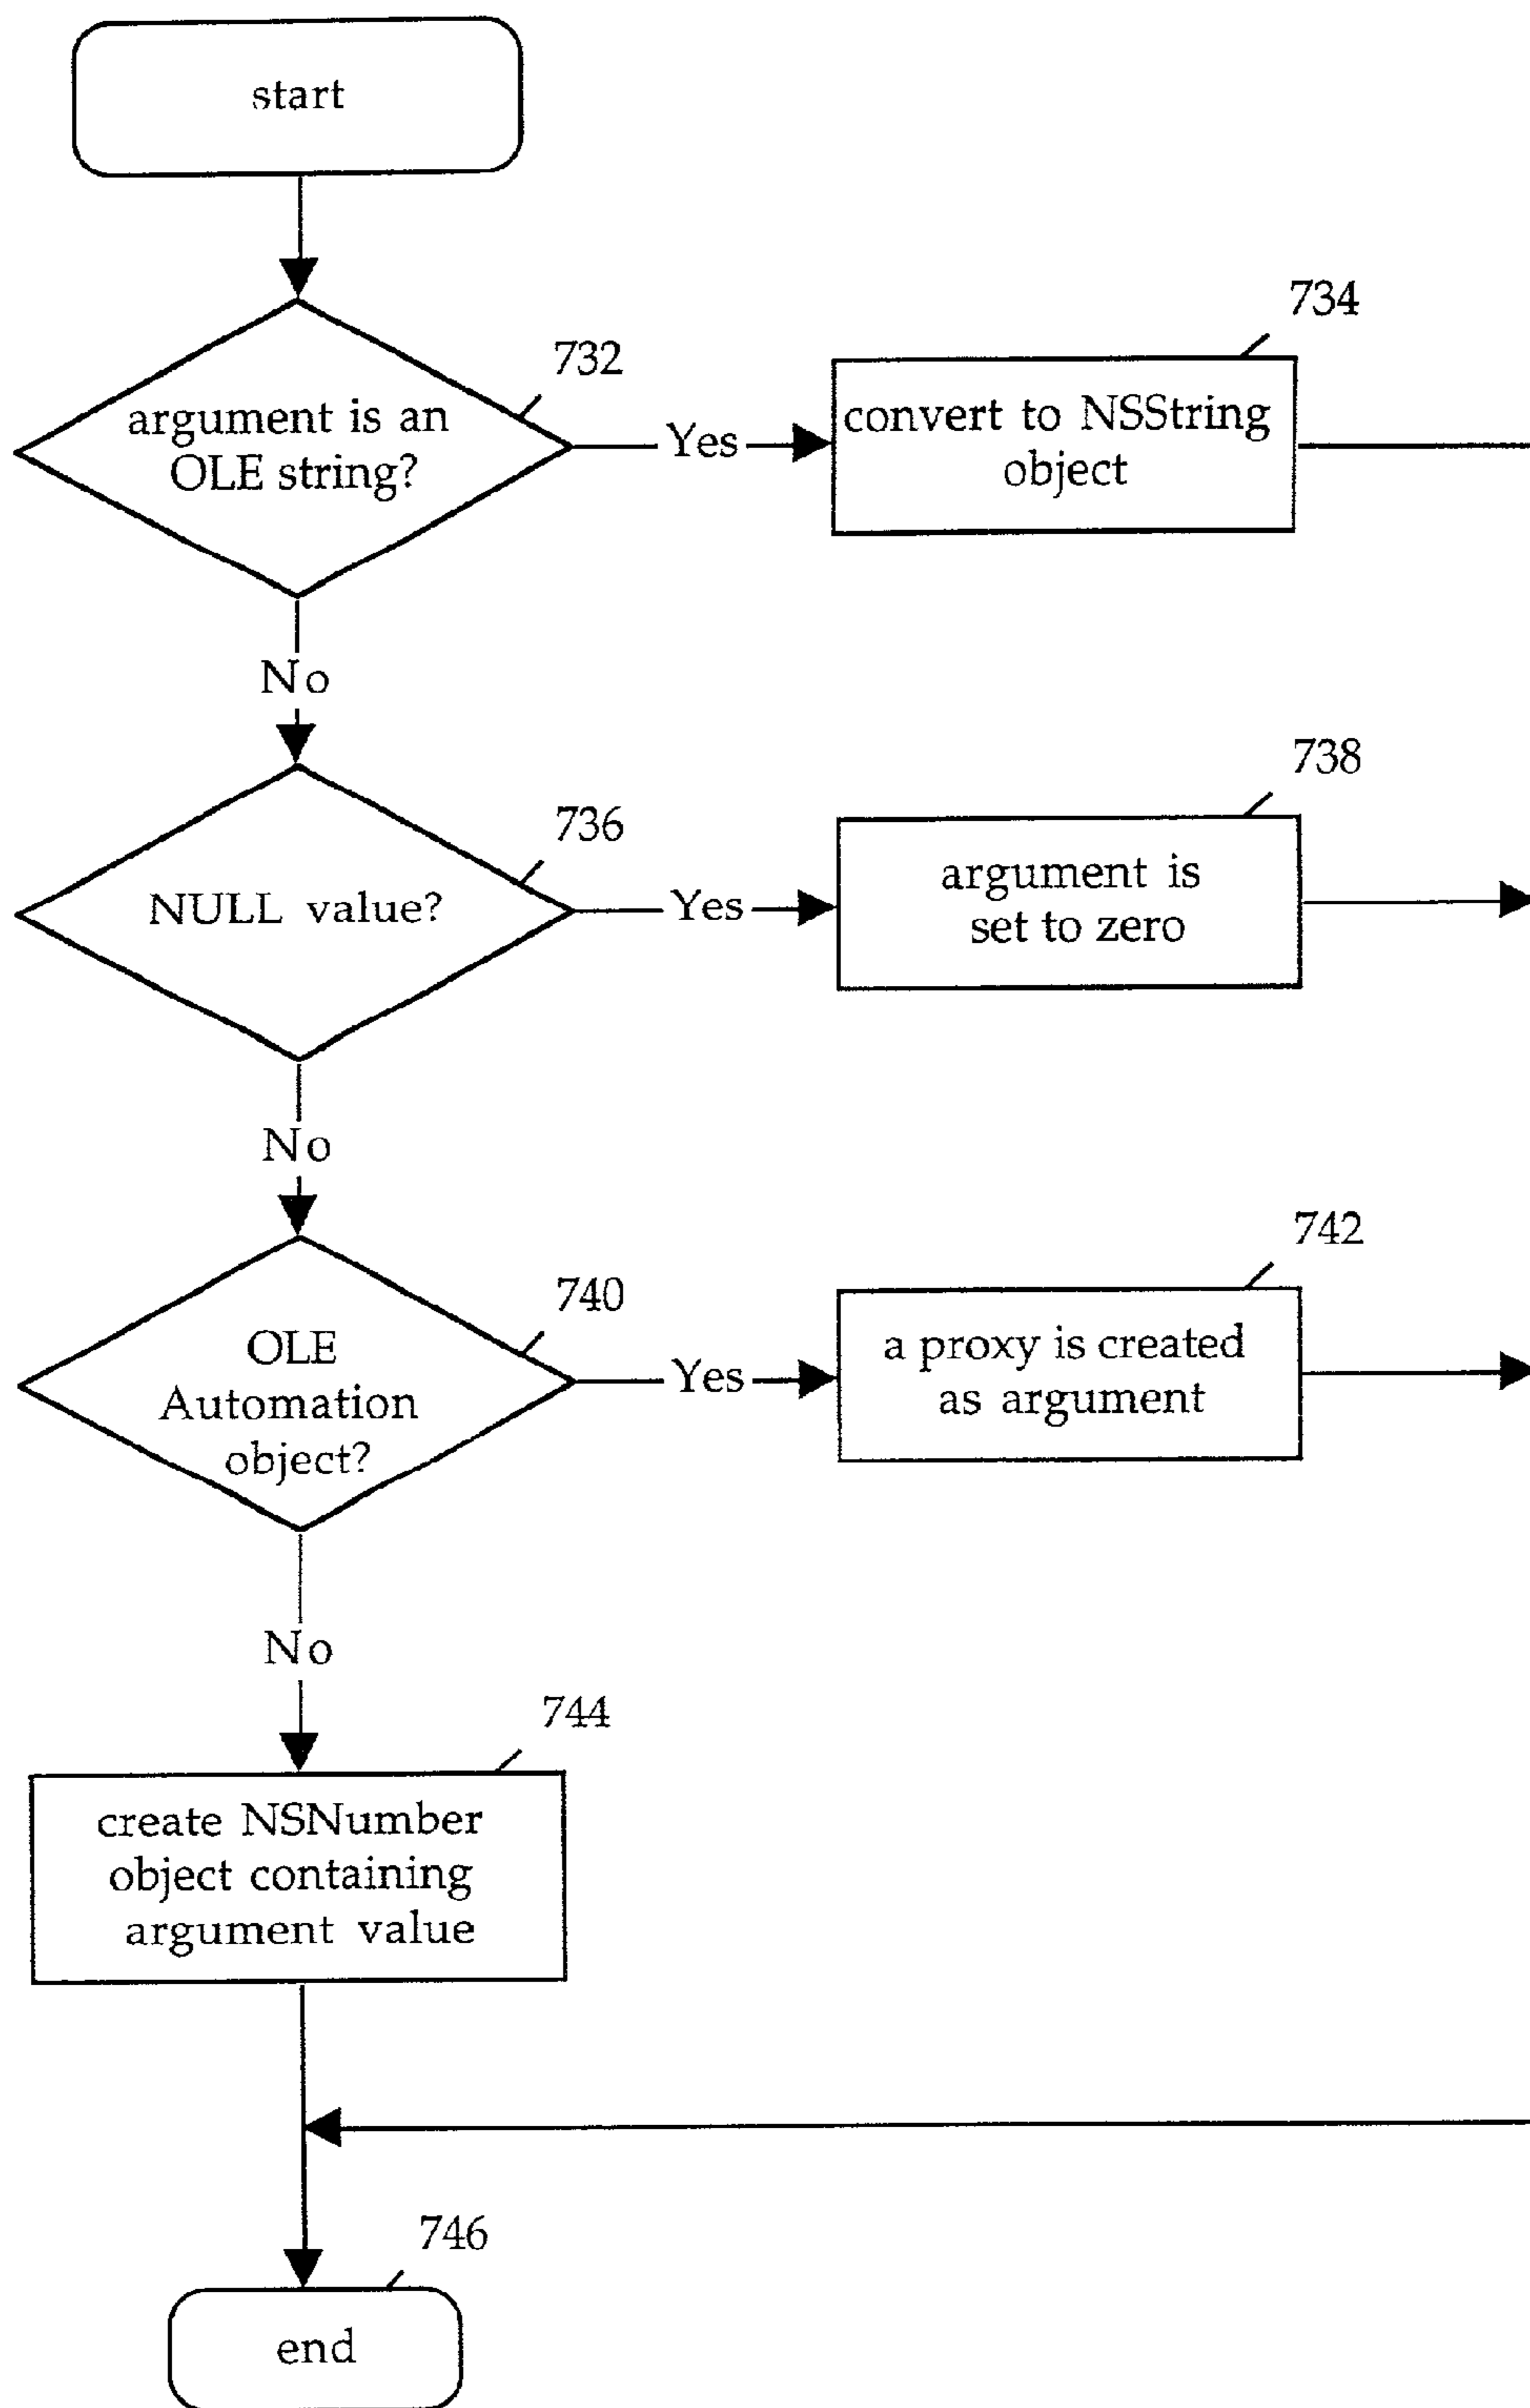 start
732
argument is an
OLE string?
Yes
734
convert to NSString
object
No
736
NULL value?
Yes
738
argument is
set to zero
No
740
OLE
Automation
object?
Yes
742
a proxy is created
as argument
No
744
create NSNumber
object containing
argument value
746
end